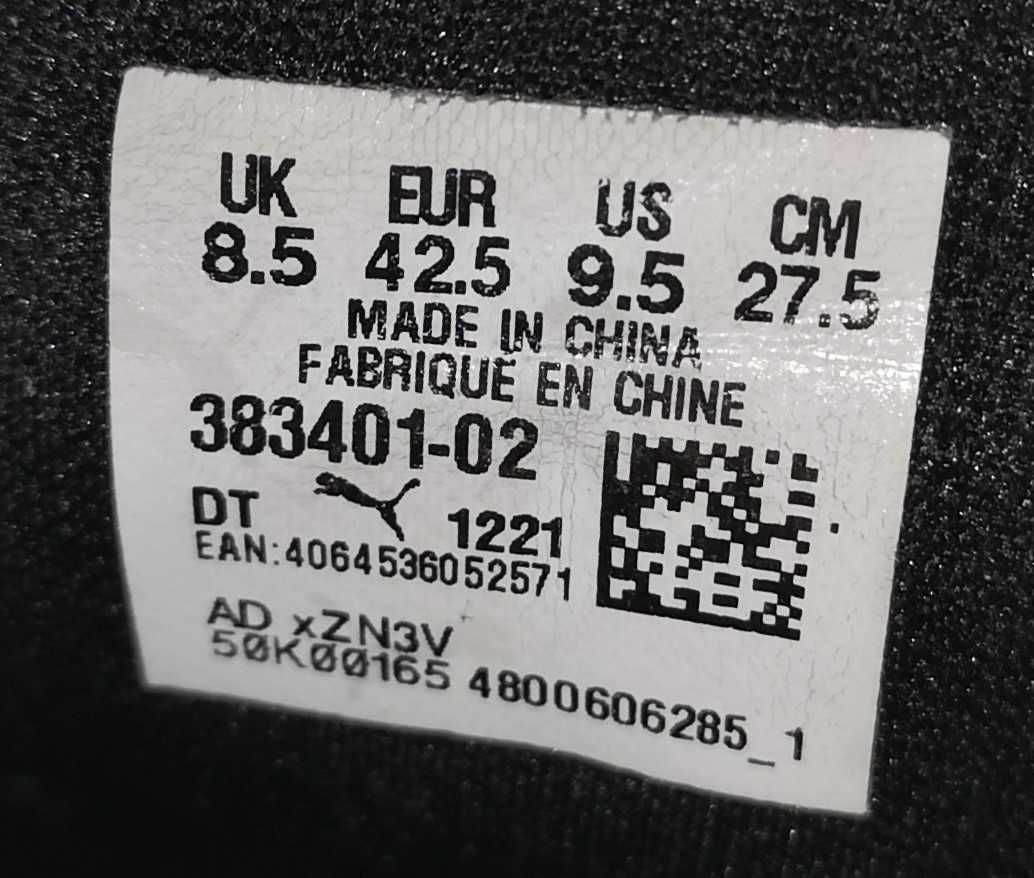 UK EUR US CM
8.5 42.5 9.5 27.5
MADE IN CHINA
FABRIQUÉ EN CHINE
383401-02
DT 1221
EAN:4064536052571
AD xZN3V
50K00165 4800606285_1